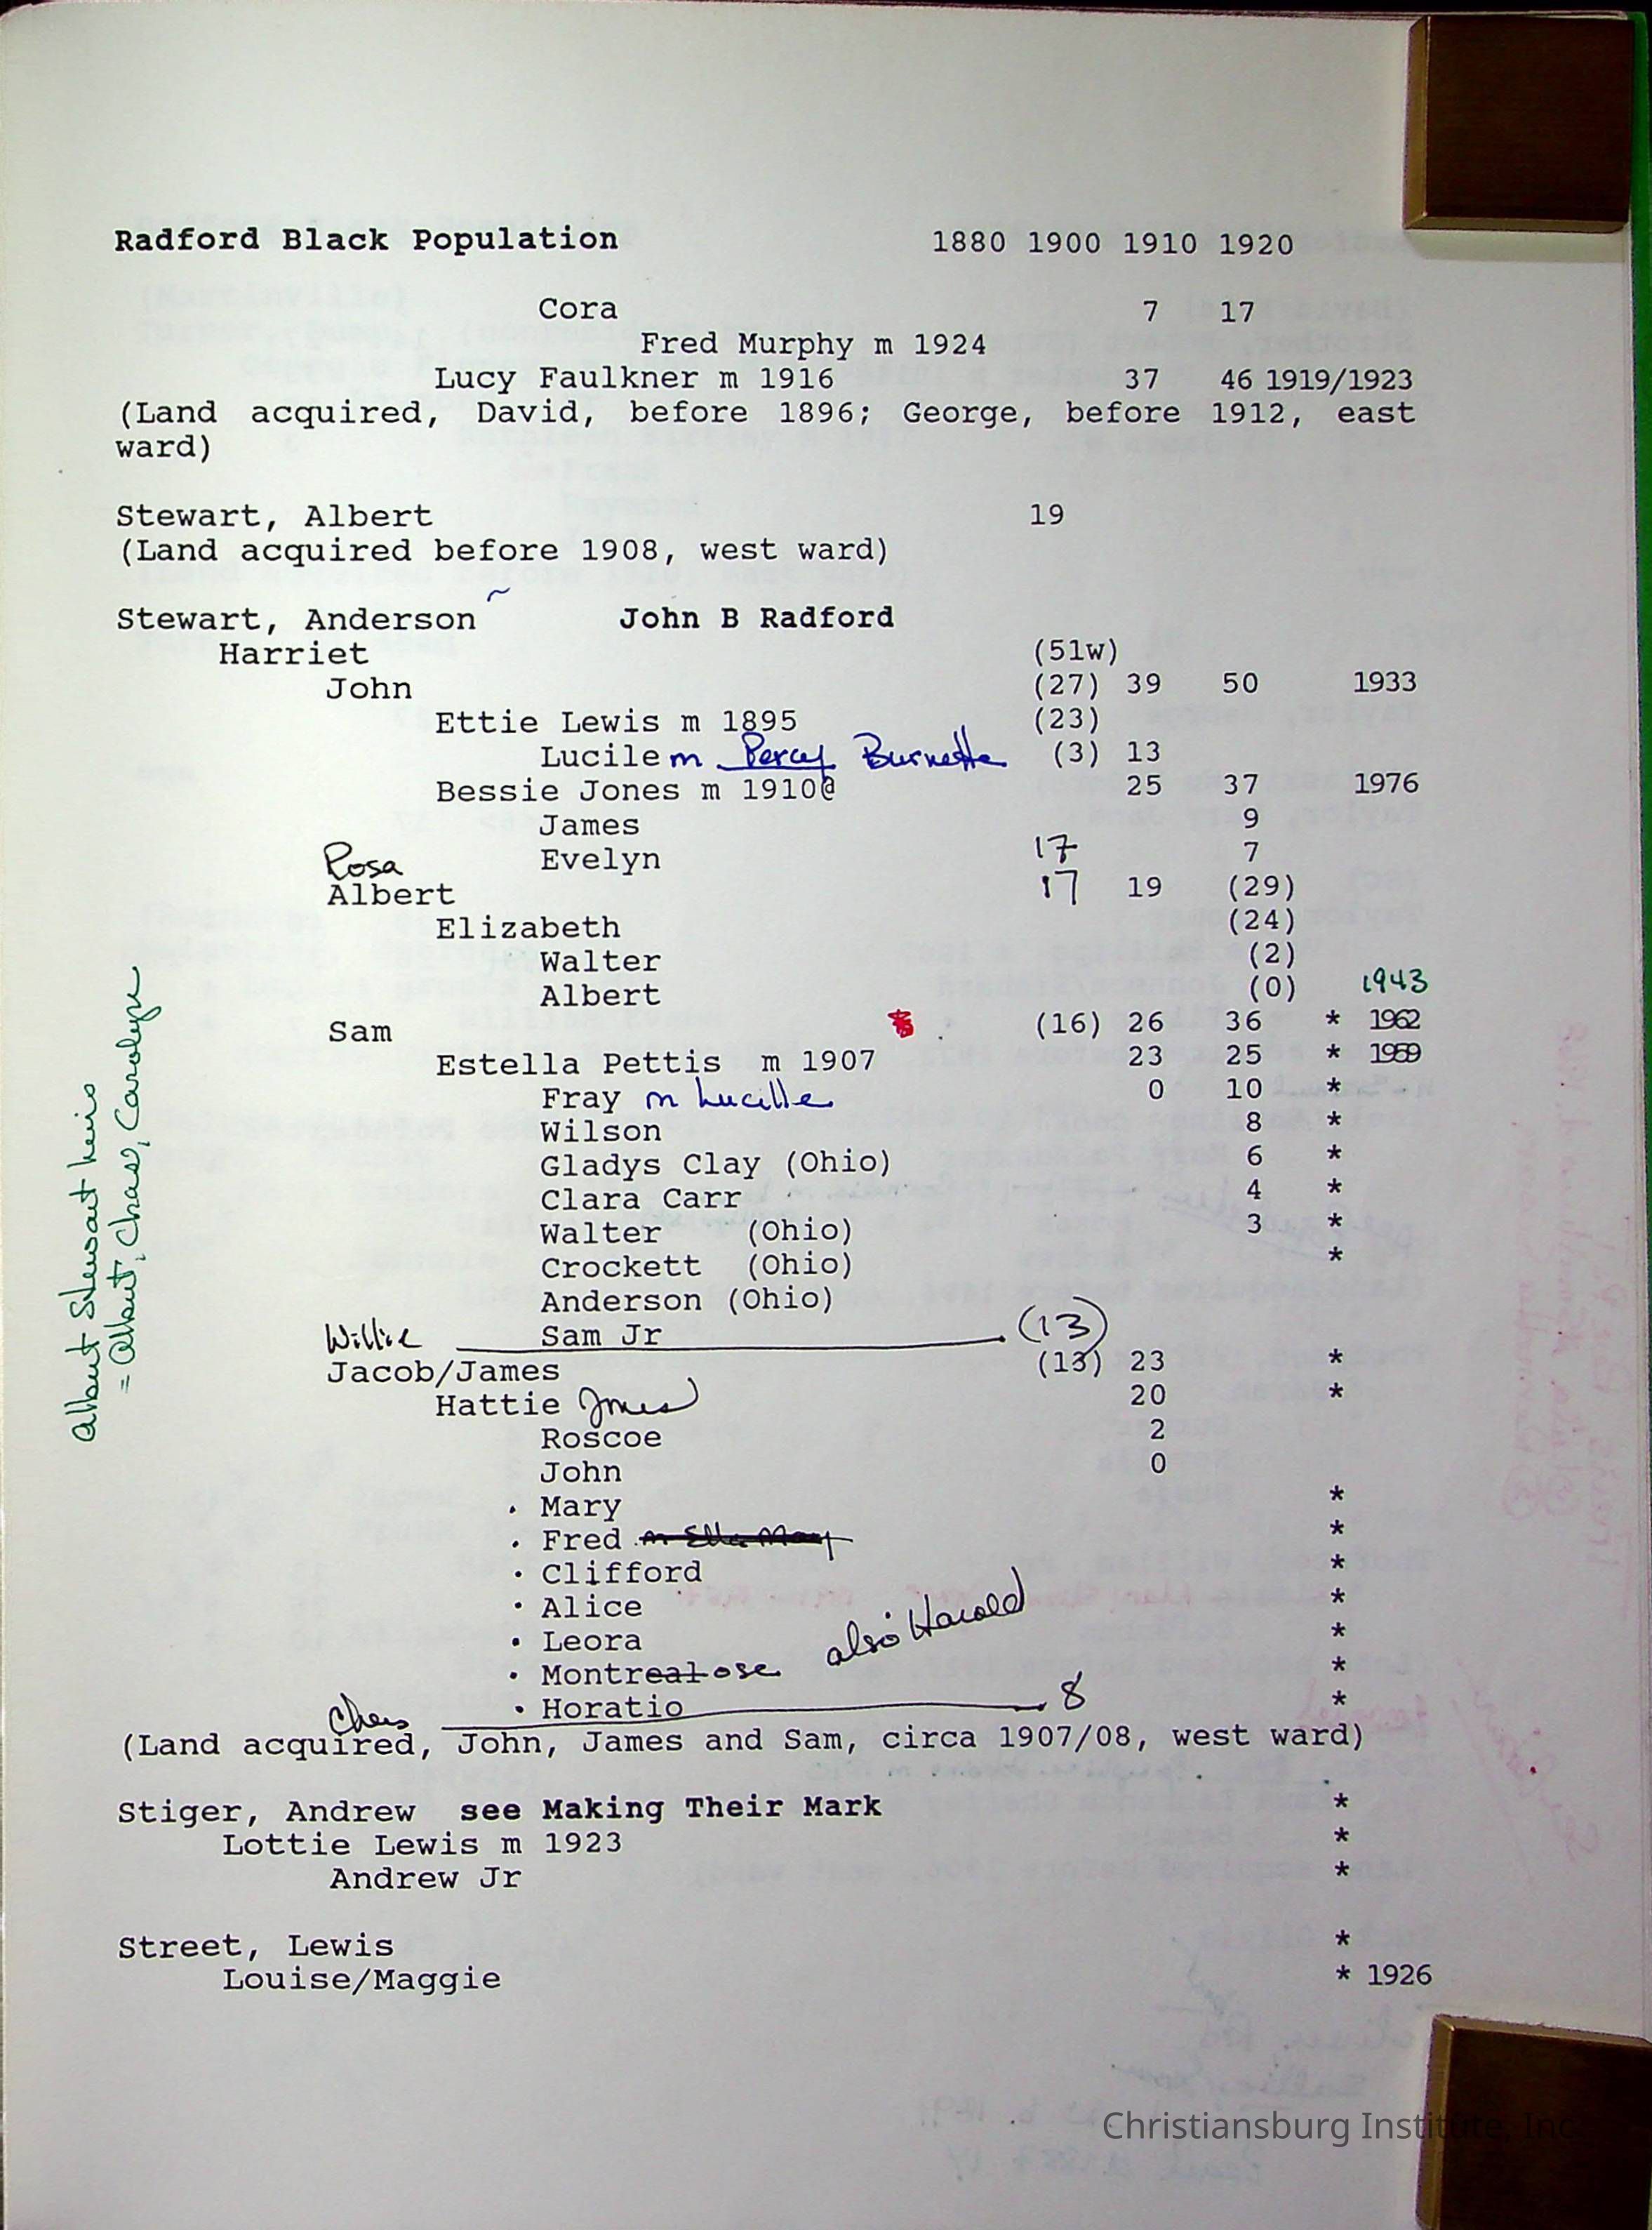 Radford Black Population 1880 1900 1910 1920
Cora 7 17
Fred Murphy m 1924
Lucy Faulkner m 1916 37 46 1919/1923
(Land acquired, David, before 1896; George, before 1912, east
ward)
Stewart, Albert 19
(Land acquired before 1908, west ward)
Stewart, Anderson John B Radford
Harriet (51w)
John (27) 39 50 1933
Ettie Lewis m 1895 (23)
Lucile m Percy Burnette (3) 13
Bessie Jones m 1910@ 25 37 1976
James 9
Evelyn 7
Rosa 17
Albert 17 19 (29)
Elizabeth (24)
Walter (2)
Albert (0) 1943
Sam (16) 26 36 * 1962
Estella Pettis m 1907 23 25 * 1959
Fray m Lucille 0 10 *
Wilson 8 *
Gladys Clay (Ohio) 6 *
Clara Carr 4 *
Walter (Ohio) 3 *
Crockett (Ohio) *
Anderson (Ohio)
Sam Jr
Willie (13)
Jacob/James (13) 23 *
Hattie Jones 20 *
Roscoe 2
John 0
. Mary *
. Fred m Ella May *
. Clifford *
. Alice *
. Leora *
also Harold
. Montrealose *
. Horatio *
Chas 8
(Land acquired, John, James and Sam, circa 1907/08, west ward)
Stiger, Andrew see Making Their Mark *
Lottie Lewis m 1923 *
Andrew Jr *
Street, Lewis *
Louise/Maggie * 1926
Albert Stewart heirs
= Albert, Chas, Carolyn
Christiansburg Institute, Inc.